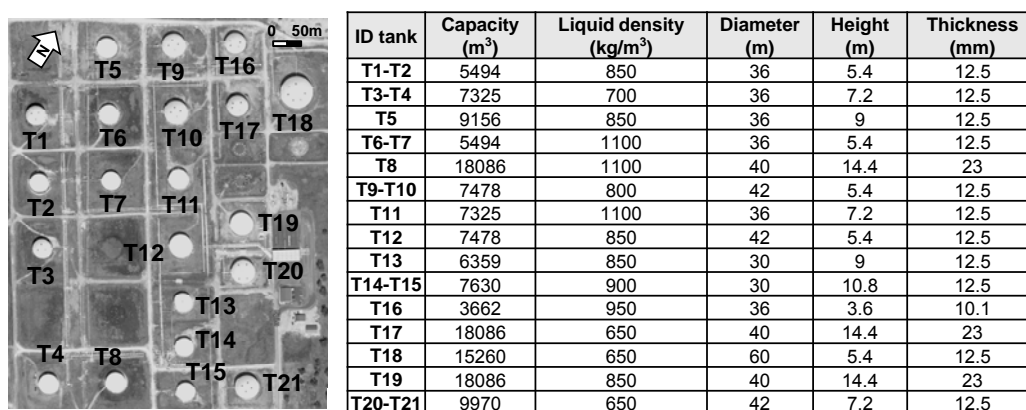 N
0 50m
T5 T9 T16
T18
T1 T6 T10 T17
T2 T7 T11
T19
T12
T3 T20
T13
T14
T4 T8 T15 T21
ID tank Capacity (m³) Liquid density (kg/m³) Diameter (m) Height (m) Thickness (mm)
T1-T2 5494 850 36 5.4 12.5
T3-T4 7325 700 36 7.2 12.5
T5 9156 850 36 9 12.5
T6-T7 5494 1100 36 5.4 12.5
T8 18086 1100 40 14.4 23
T9-T10 7478 800 42 5.4 12.5
T11 7325 1100 36 7.2 12.5
T12 7478 850 42 5.4 12.5
T13 6359 850 30 9 12.5
T14-T15 7630 900 30 10.8 12.5
T16 3662 950 36 3.6 10.1
T17 18086 650 40 14.4 23
T18 15260 650 60 5.4 12.5
T19 18086 850 40 14.4 23
T20-T21 9970 650 42 7.2 12.5